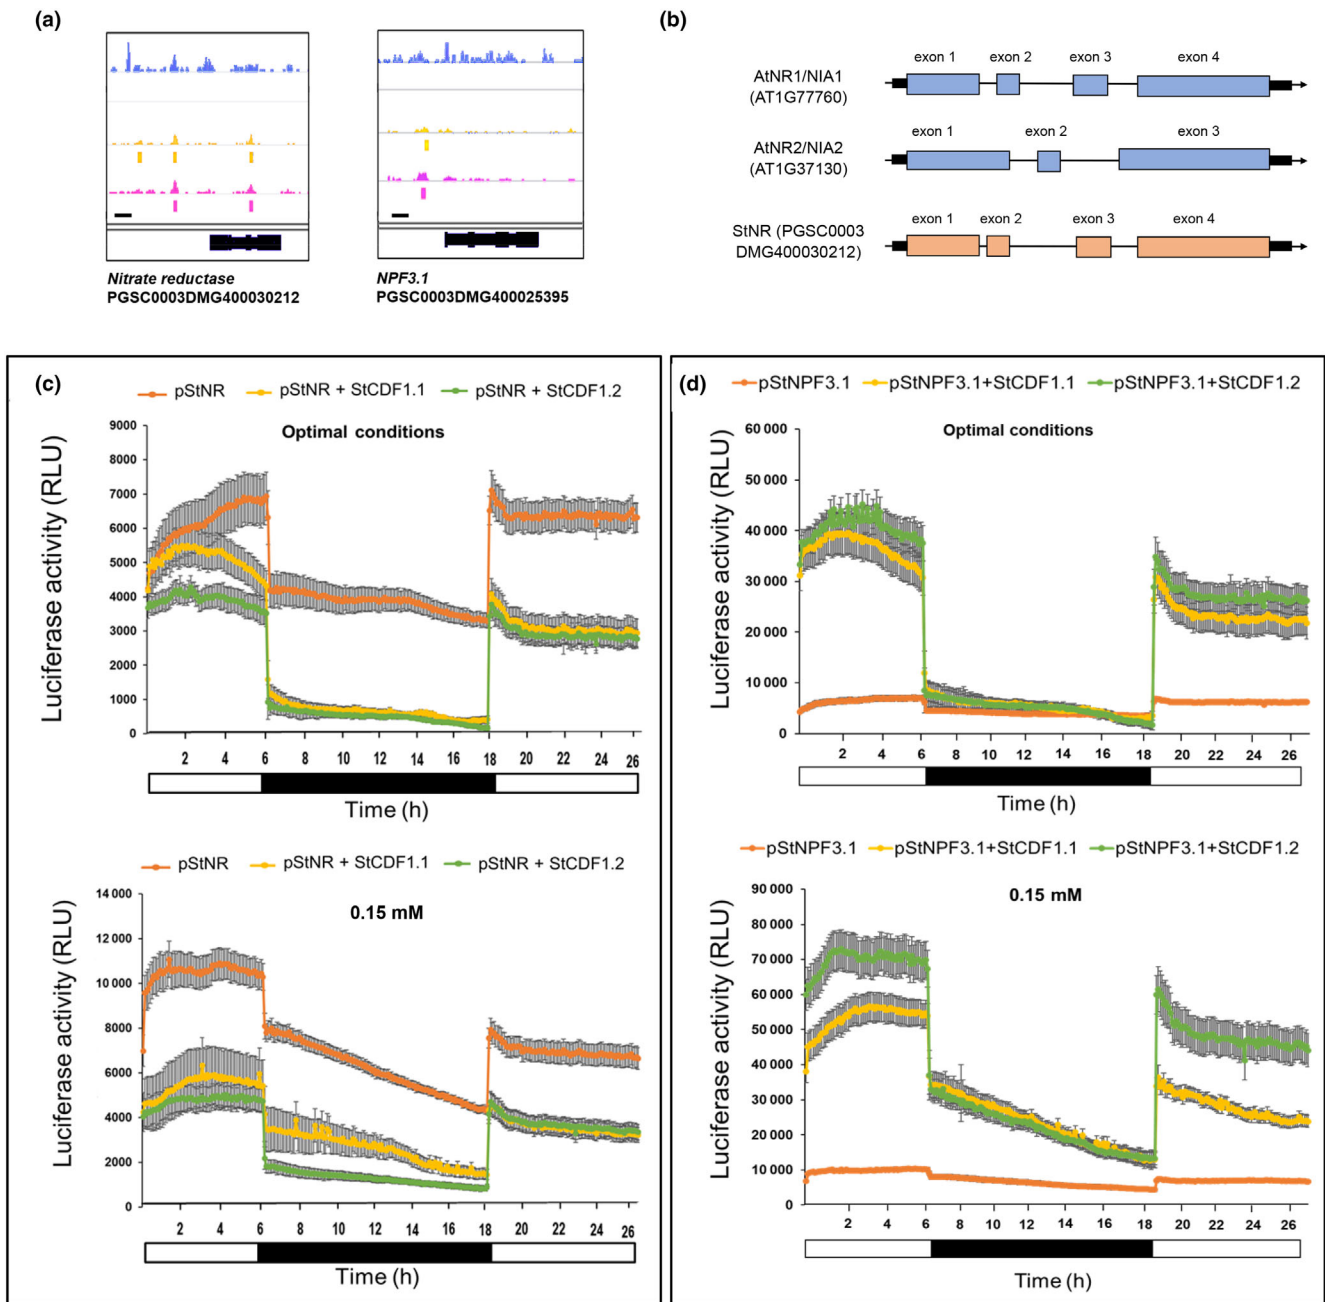 (a)
Nitrate reductase
PGSC0003DMG400030212
NPF3.1
PGSC0003DMG400025395
(b)
AtNR1/NIA1
(AT1G77760)
exon 1 exon 2 exon 3 exon 4
AtNR2/NIA2
(AT1G37130)
exon 1 exon 2 exon 3
StNR (PGSC0003
DMG400030212)
exon 1 exon 2 exon 3 exon 4
(c)
pStNR pStNR + StCDF1.1 pStNR + StCDF1.2
Optimal conditions
Luciferase activity (RLU)
9000
8000
7000
6000
5000
4000
3000
2000
1000
0
2 4 6 8 10 12 14 16 18 20 22 24 26
Time (h)
pStNR pStNR + StCDF1.1 pStNR + StCDF1.2
0.15 mM
Luciferase activity (RLU)
14 000
12 000
10 000
8000
6000
4000
2000
0
2 4 6 8 10 12 14 16 18 20 22 24 26
Time (h)
(d)
pStNPF3.1 pStNPF3.1+StCDF1.1 pStNPF3.1+StCDF1.2
Optimal conditions
Luciferase activity (RLU)
60 000
50 000
40 000
30 000
20 000
10 000
0
2 4 6 8 10 12 14 16 18 20 22 24 26
Time (h)
pStNPF3.1 pStNPF3.1+StCDF1.1 pStNPF3.1+StCDF1.2
0.15 mM
Luciferase activity (RLU)
90 000
80 000
70 000
60 000
50 000
40 000
30 000
20 000
10 000
0
2 4 6 8 10 12 14 16 18 20 22 24 26
Time (h)